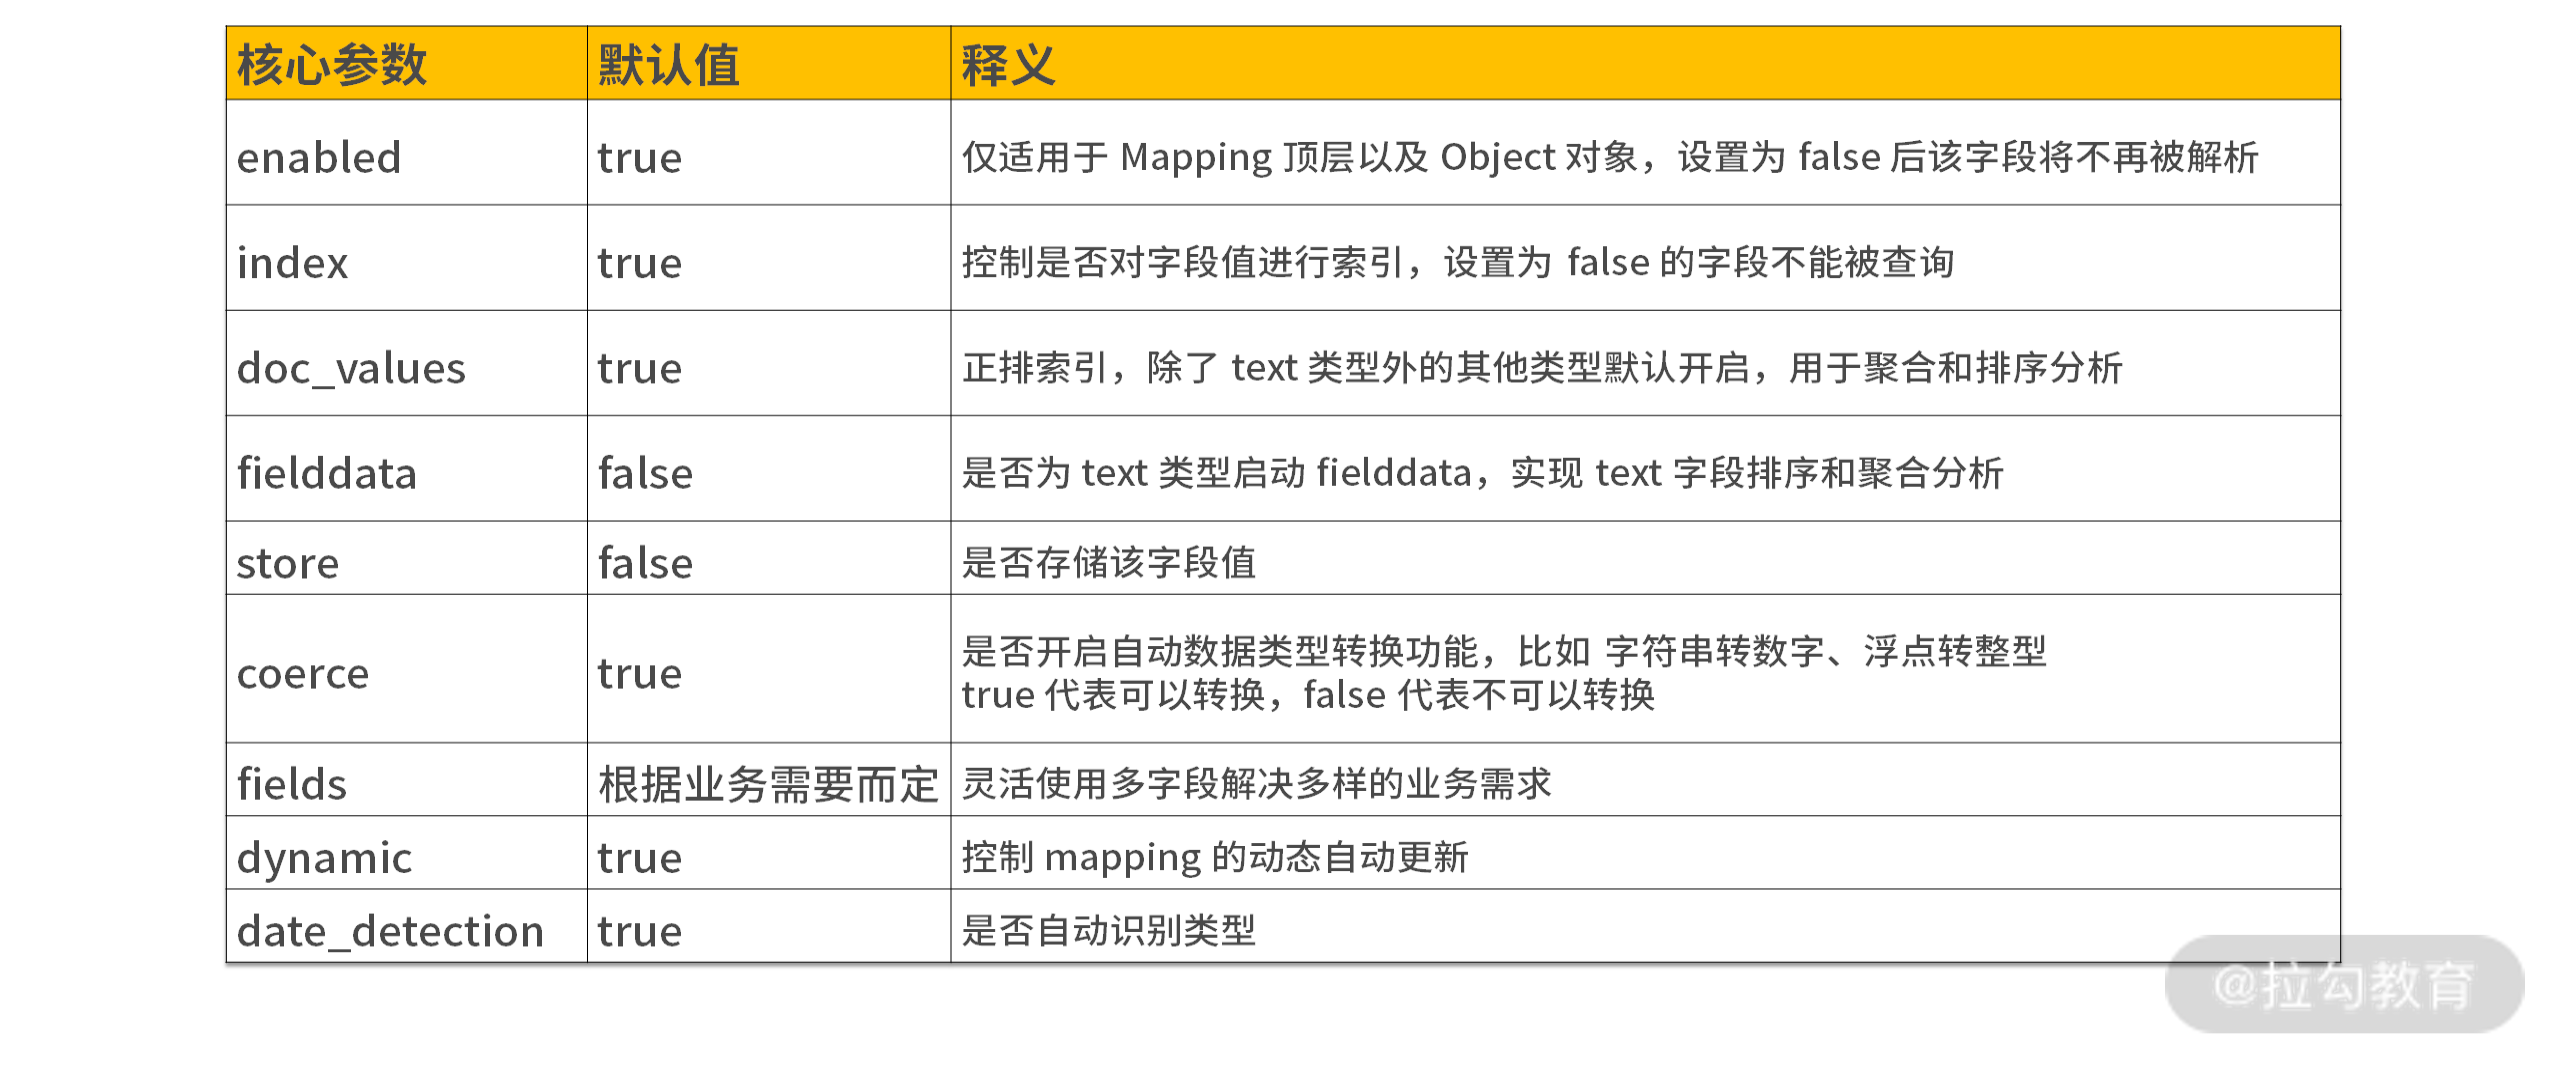 核心参数 默认值 释义
enabled true 仅适用于 Mapping 顶层以及 Object 对象，设置为 false 后该字段将不再被解析
index true 控制是否对字段值进行索引，设置为 false 的字段不能被查询
doc_values true 正排索引，除了 text 类型外的其他类型默认开启，用于聚合和排序分析
fielddata false 是否为 text 类型启动 fielddata，实现 text 字段排序和聚合分析
store false 是否存储该字段值
coerce true 是否开启自动数据类型转换功能，比如 字符串转数字、浮点转整型
true 代表可以转换，false 代表不可以转换
fields 根据业务需要而定 灵活使用多字段解决多样的业务需求
dynamic true 控制 mapping 的动态自动更新
date_detection true 是否自动识别类型
@拉勾教育